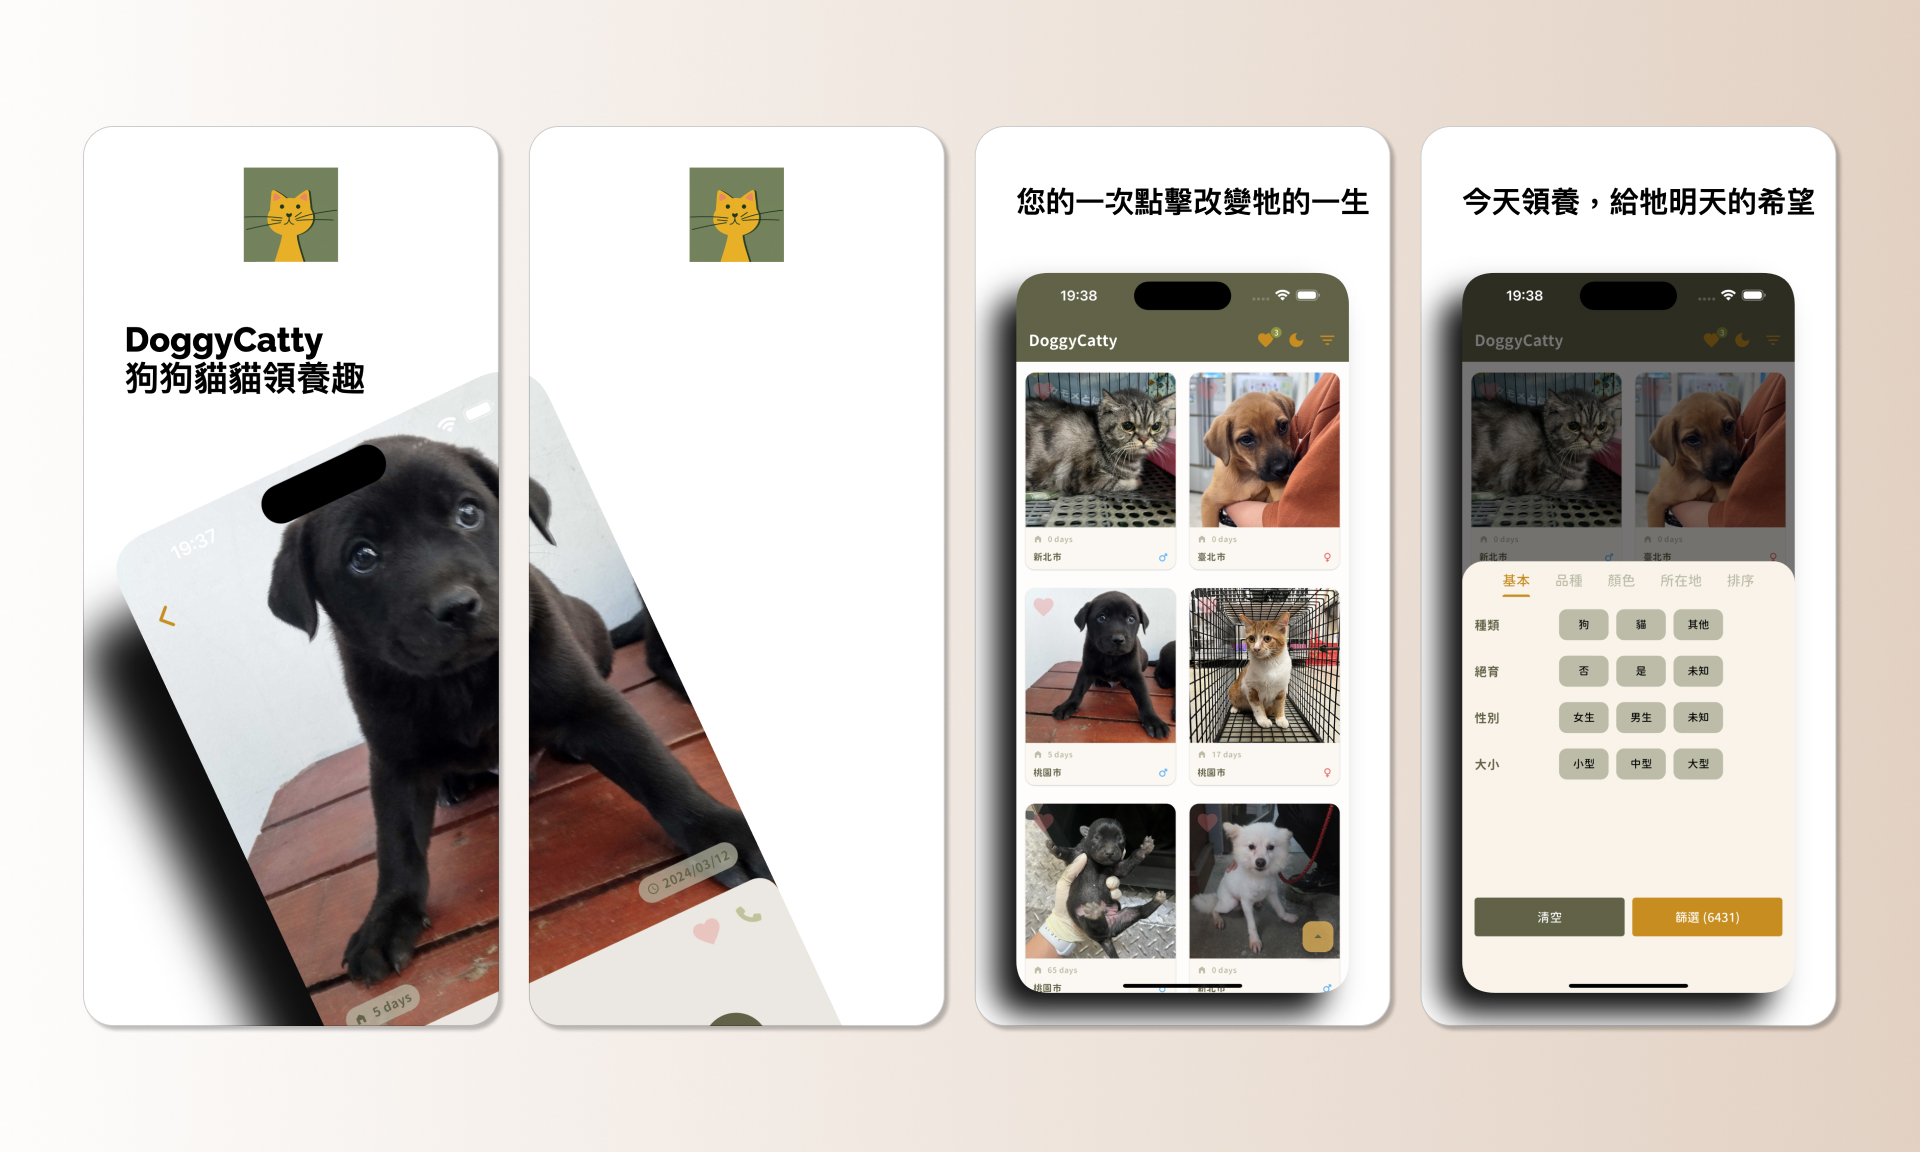 DoggyCatty
狗狗貓貓領養趣
19:37
5 days
2024/03/12
您的一次點擊改變牠的一生
19:38
DoggyCatty
3
0 days
新北市
0 days
臺北市
5 days
桃園市
17 days
桃園市
65 days
桃園市
0 days
新北市
今天領養，給牠明天的希望
19:38
DoggyCatty
3
0 days
新北市
0 days
臺北市
基本 品種 顏色 所在地 排序
種類 狗 貓 其他
絕育 否 是 未知
性別 女生 男生 未知
大小 小型 中型 大型
清空 篩選 (6431)